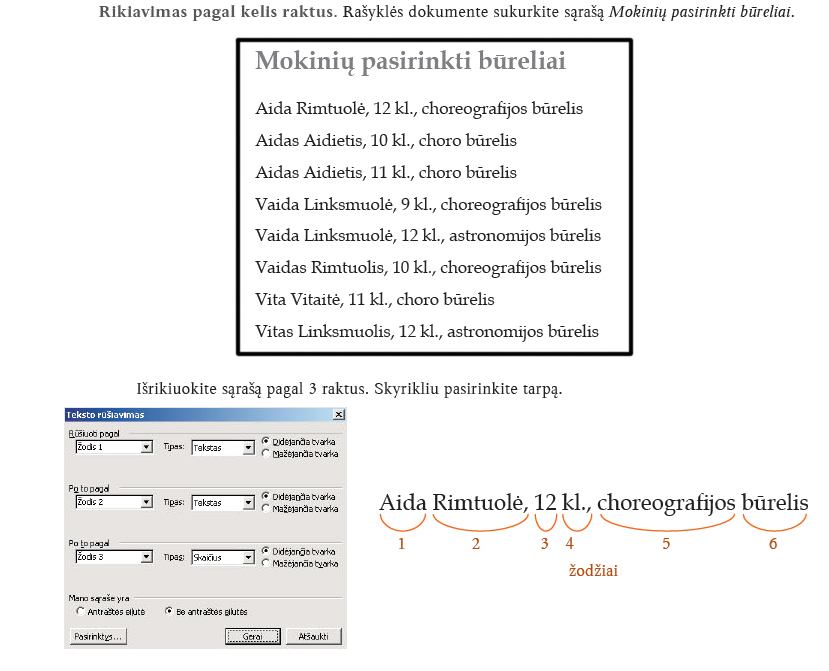 Rikiavimas pagal kelis raktus. Rašyklės dokumente sukurkite sąrašą Mokinių pasirinkti būreliai.
Mokinių pasirinkti būreliai
Aida Rimtuolė, 12 kl., choreografijos būrelis
Aidas Aidietis, 10 kl., choro būrelis
Aidas Aidietis, 11 kl., choro būrelis
Vaida Linksmuolė, 9 kl., choreografijos būrelis
Vaida Linksmuolė, 12 kl., astronomijos būrelis
Vaidas Rimtuolis, 10 kl., choreografijos būrelis
Vita Vitaitė, 11 kl., choro būrelis
Vitas Linksmuolis, 12 kl., astronomijos būrelis
Išrikiuokite sąrašą pagal 3 raktus. Skyrikliu pasirinkite tarpą.
Teksto rūšiavimas
Rūšiuoti pagal
Žodis 1 Tipas: Tekstas Didėjančia tvarka
Mažėjančia tvarka
Po to pagal
Žodis 2 Tipas: Tekstas Didėjančia tvarka
Mažėjančia tvarka
Po to pagal
Žodis 3 Tipas: Skaičius Didėjančia tvarka
Mažėjančia tvarka
Mano sąraše yra
Antraštės eilutė Be antraštės eilutės
Pasirinktys... Gerai Atšaukti
Aida Rimtuolė, 12 kl., choreografijos būrelis
1 2 3 4 5 6
žodžiai